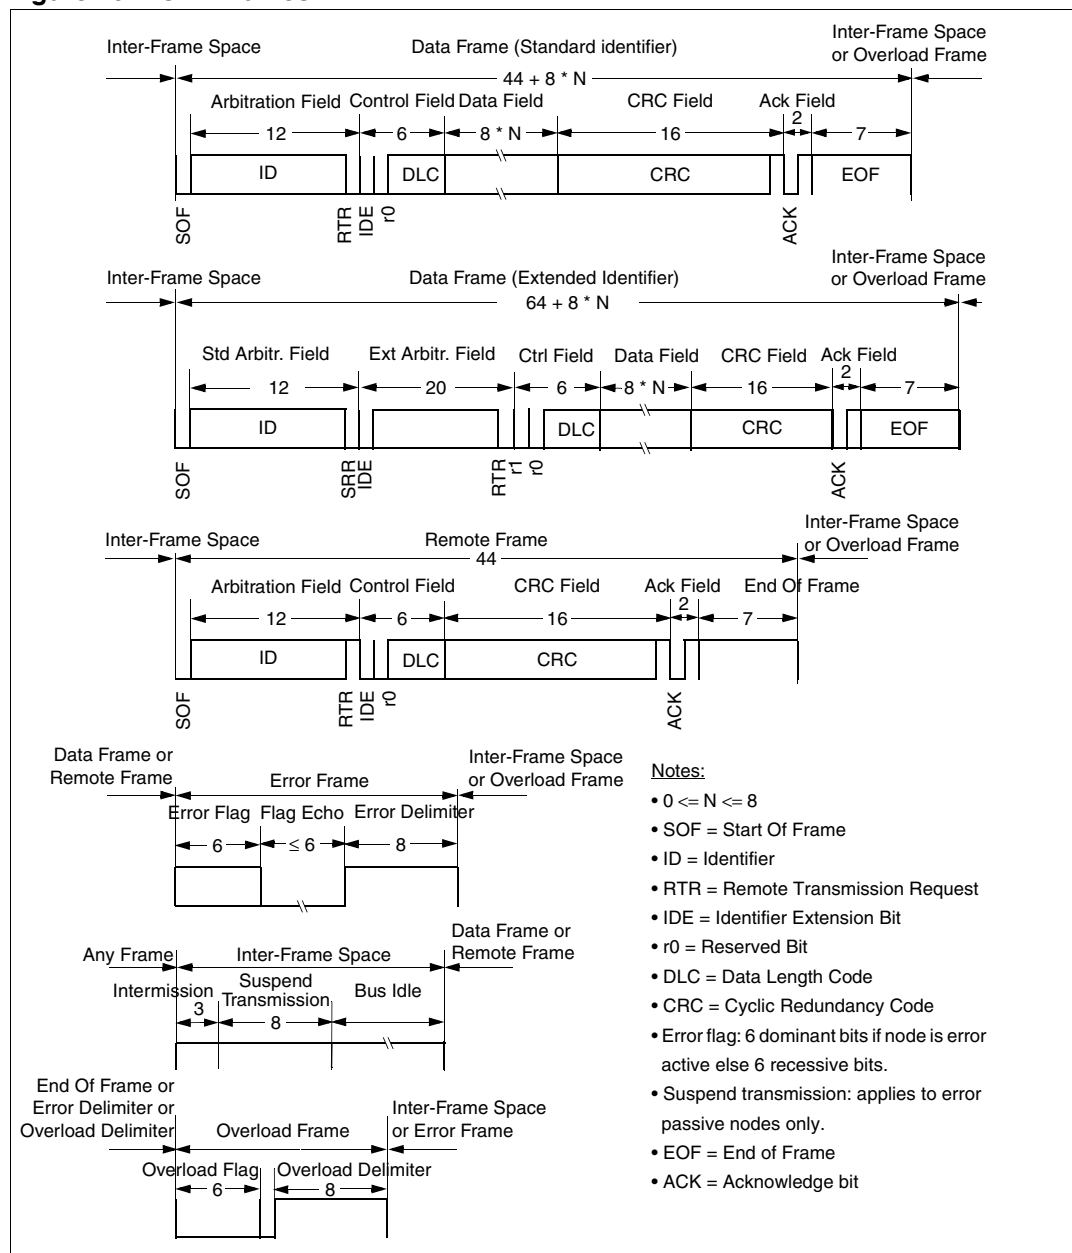 Inter-Frame Space
Data Frame (Standard identifier)
Inter-Frame Space
or Overload Frame
44 + 8 * N
Arbitration Field
Control Field
Data Field
CRC Field
Ack Field
12
6
8 * N
16
2
7
ID
DLC
CRC
EOF
SOF
RTR
IDE
r0
ACK
Inter-Frame Space
Data Frame (Extended Identifier)
Inter-Frame Space
or Overload Frame
64 + 8 * N
Std Arbitr. Field
Ext Arbitr. Field
Ctrl Field
Data Field
CRC Field
Ack Field
12
20
6
8 * N
16
2
7
ID
DLC
CRC
EOF
SOF
SRR
IDE
RTR
r1
r0
ACK
Inter-Frame Space
Remote Frame
Inter-Frame Space
or Overload Frame
44
Arbitration Field
Control Field
CRC Field
Ack Field
End Of Frame
12
6
16
2
7
ID
DLC
CRC
SOF
RTR
IDE
r0
ACK
Data Frame or
Remote Frame
Error Frame
Inter-Frame Space
or Overload Frame
Error Flag
Flag Echo
Error Delimiter
6
≤ 6
8
Any Frame
Inter-Frame Space
Data Frame or
Remote Frame
Intermission
3
Suspend
Transmission
8
Bus Idle
End Of Frame or
Error Delimiter or
Overload Delimiter
Overload Frame
Inter-Frame Space
or Error Frame
Overload Flag
Overload Delimiter
6
8
Notes:
• 0 <= N <= 8
• SOF = Start Of Frame
• ID = Identifier
• RTR = Remote Transmission Request
• IDE = Identifier Extension Bit
• r0 = Reserved Bit
• DLC = Data Length Code
• CRC = Cyclic Redundancy Code
• Error flag: 6 dominant bits if node is error
active else 6 recessive bits.
• Suspend transmission: applies to error
passive nodes only.
• EOF = End of Frame
• ACK = Acknowledge bit